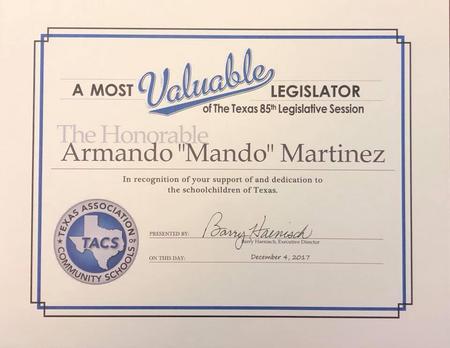 A MOST Valuable LEGISLATOR
of The Texas 85th Legislative Session
The Honorable
Armando "Mando" Martinez
In recognition of your support of and dedication to
the schoolchildren of Texas.
TEXAS ASSOCIATION OF
TACS
COMMUNITY SCHOOLS
PRESENTED BY: Barry Haenisch
Barry Haenisch, Executive Director
ON THIS DAY: December 4, 2017